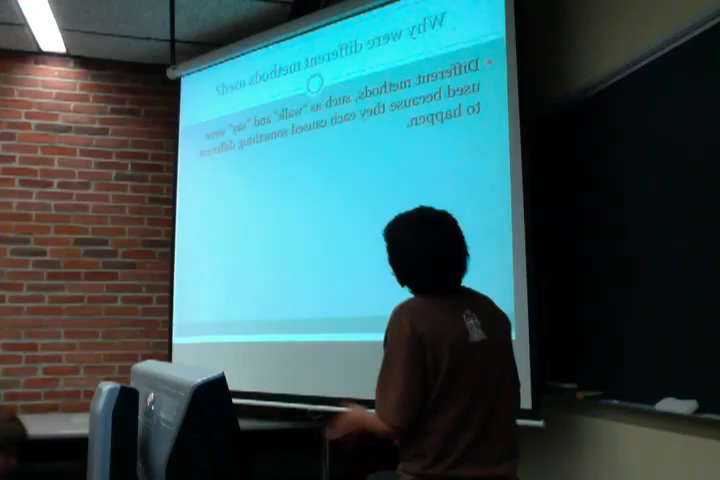 Why were different methods used?
Different methods, such as "walk" and "say" were
used because they each caused something different
to happen.